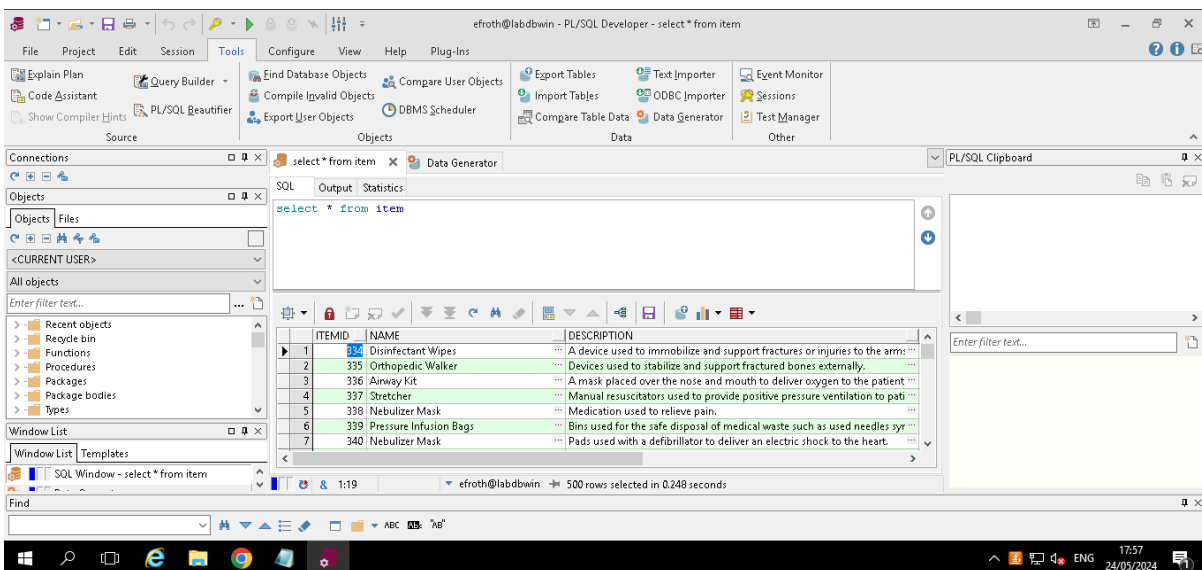 efroth@labdbwin - PL/SQL Developer - select * from item
File Project Edit Session Tools Configure View Help Plug-Ins
Explain Plan
Code Assistant
Show Compiler Hints
Query Builder
PL/SQL Beautifier
Source
Find Database Objects
Compile Invalid Objects
Export User Objects
Compare User Objects
DBMS Scheduler
Objects
Export Tables
Import Tables
Compare Table Data
Text Importer
ODBC Importer
Data Generator
Data
Event Monitor
Sessions
Test Manager
Other
Connections
Objects
Objects Files
<CURRENT USER>
All objects
Enter filter text...
Recent objects
Recycle bin
Functions
Procedures
Packages
Package bodies
Types
Window List
Window List Templates
SQL Window - select * from item
select * from item Data Generator
SQL Output Statistics
select * from item
ITEMID NAME DESCRIPTION
1 334 Disinfectant Wipes ... A device used to immobilize and support fractures or injuries to the arm: ...
2 335 Orthopedic Walker ... Devices used to stabilize and support fractured bones externally. ...
3 336 Airway Kit ... A mask placed over the nose and mouth to deliver oxygen to the patient ...
4 337 Stretcher ... Manual resuscitators used to provide positive pressure ventilation to pati ...
5 338 Nebulizer Mask ... Medication used to relieve pain. ...
6 339 Pressure Infusion Bags ... Bins used for the safe disposal of medical waste such as used needles syr ...
7 340 Nebulizer Mask ... Pads used with a defibrillator to deliver an electric shock to the heart. ...
& 1:19 efroth@labdbwin 500 rows selected in 0.248 seconds
PL/SQL Clipboard
Enter filter text...
Find
ABC AB: "AB"
ENG
17:57
24/05/2024